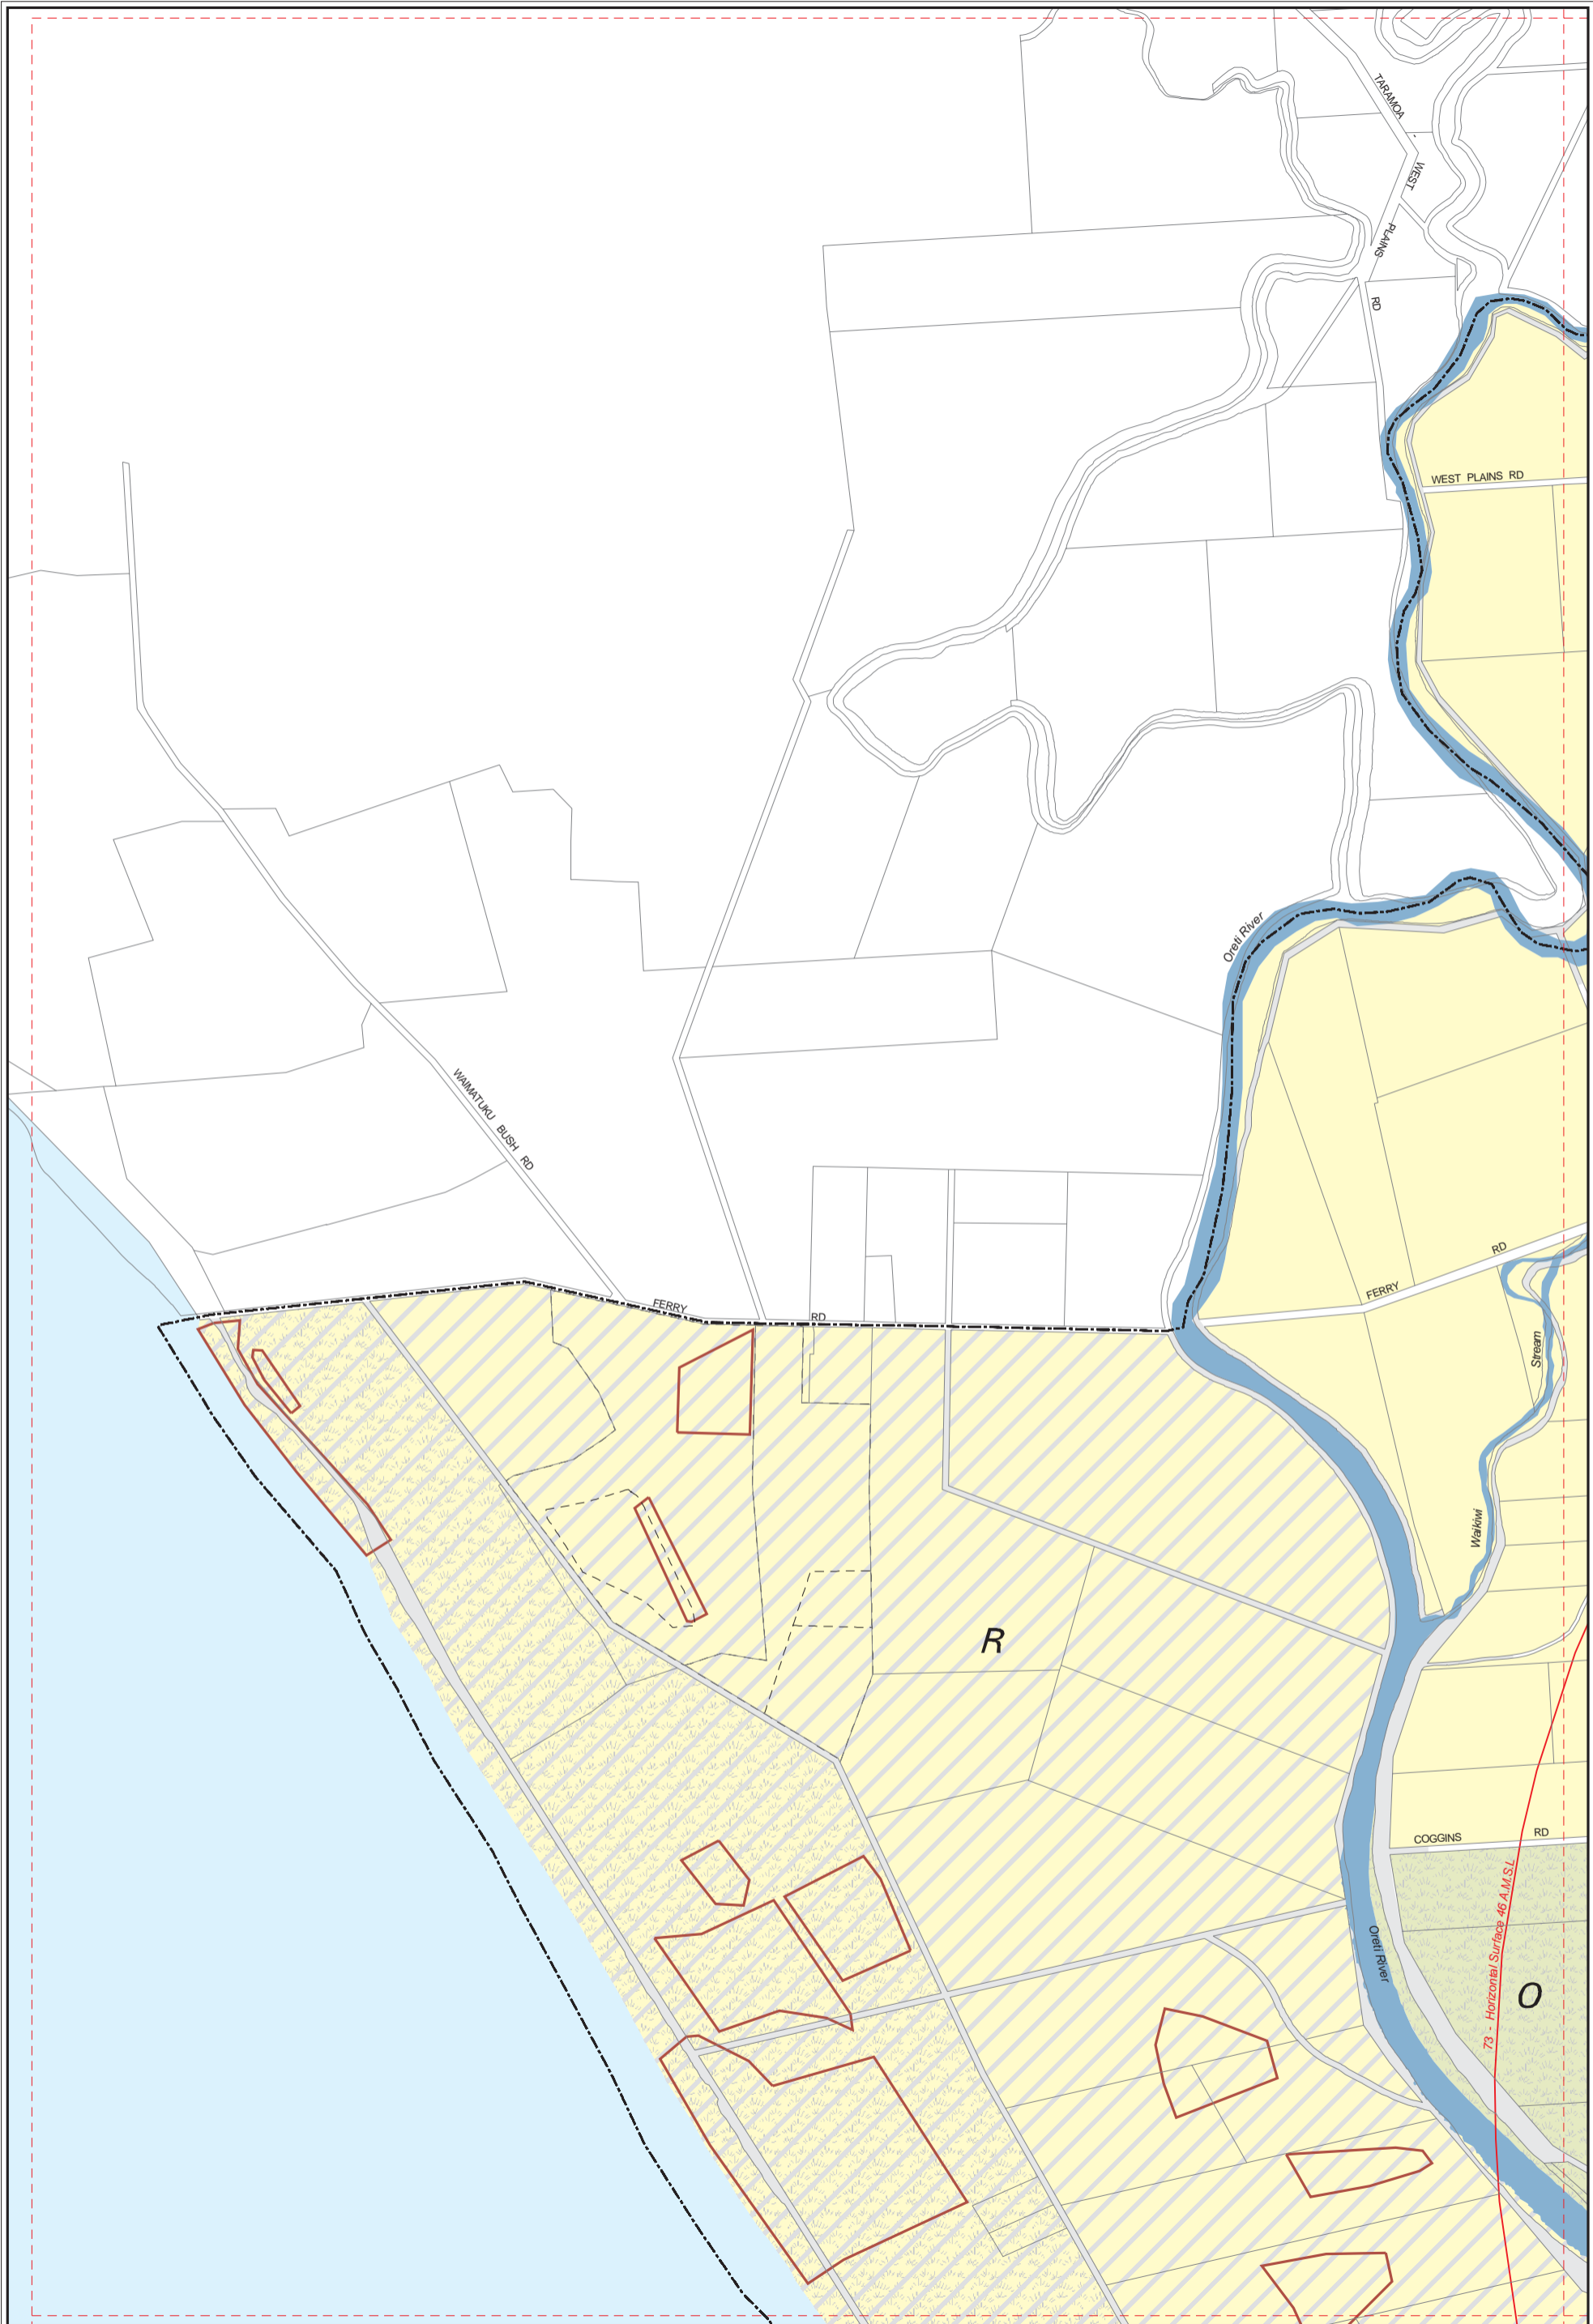 TARAMOA
-
WEST
PLAINS
RD
WEST PLAINS RD
Oreti River
WAIMATUKU BUSH RD
RD
FERRY
FERRY
RD
Stream
Waikiwi
R
COGGINS RD
73 - Horizontal Surface 46 A.M.S.L
Oreti River
O